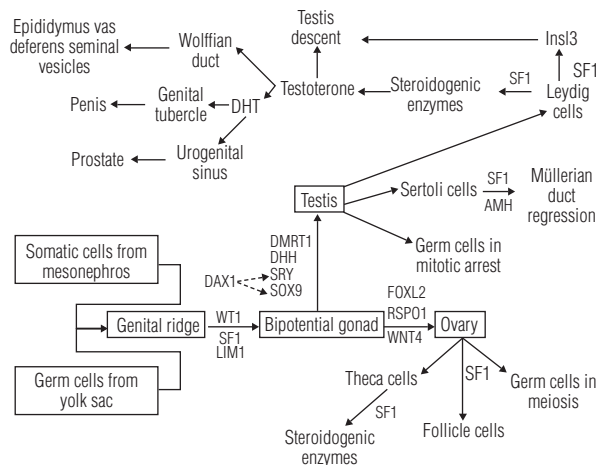 Epididymus vas
deferens seminal
vesicles
Wolffian
duct
Testis
descent
Insl3
Testoterone
Steroidogenic
enzymes
SF1
SF1
Leydig
cells
Penis
Genital
tubercle
DHT
Prostate
Urogenital
sinus
Testis
Sertoli cells
SF1
AMH
Müllerian
duct
regression
Germ cells in
mitotic arrest
Somatic cells from
mesonephros
DMRT1
DHH
SRY
SOX9
DAX1
Genital ridge
WT1
SF1
LIM1
Bipotential gonad
FOXL2
RSPO1
WNT4
Ovary
Germ cells from
yolk sac
Theca cells
SF1
Germ cells in
meiosis
SF1
Follicle cells
Steroidogenic
enzymes